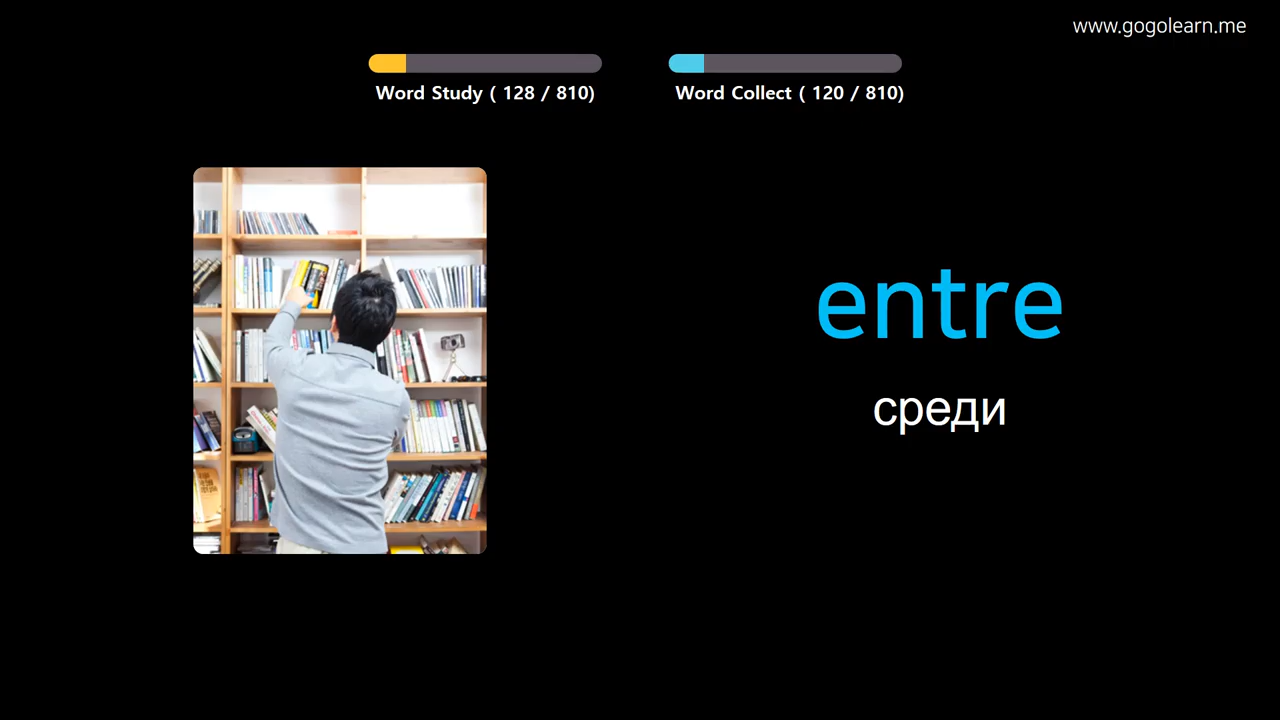 www.gogolearn.me
Word Study ( 128 / 810)
Word Collect ( 120 / 810)
entre
среди